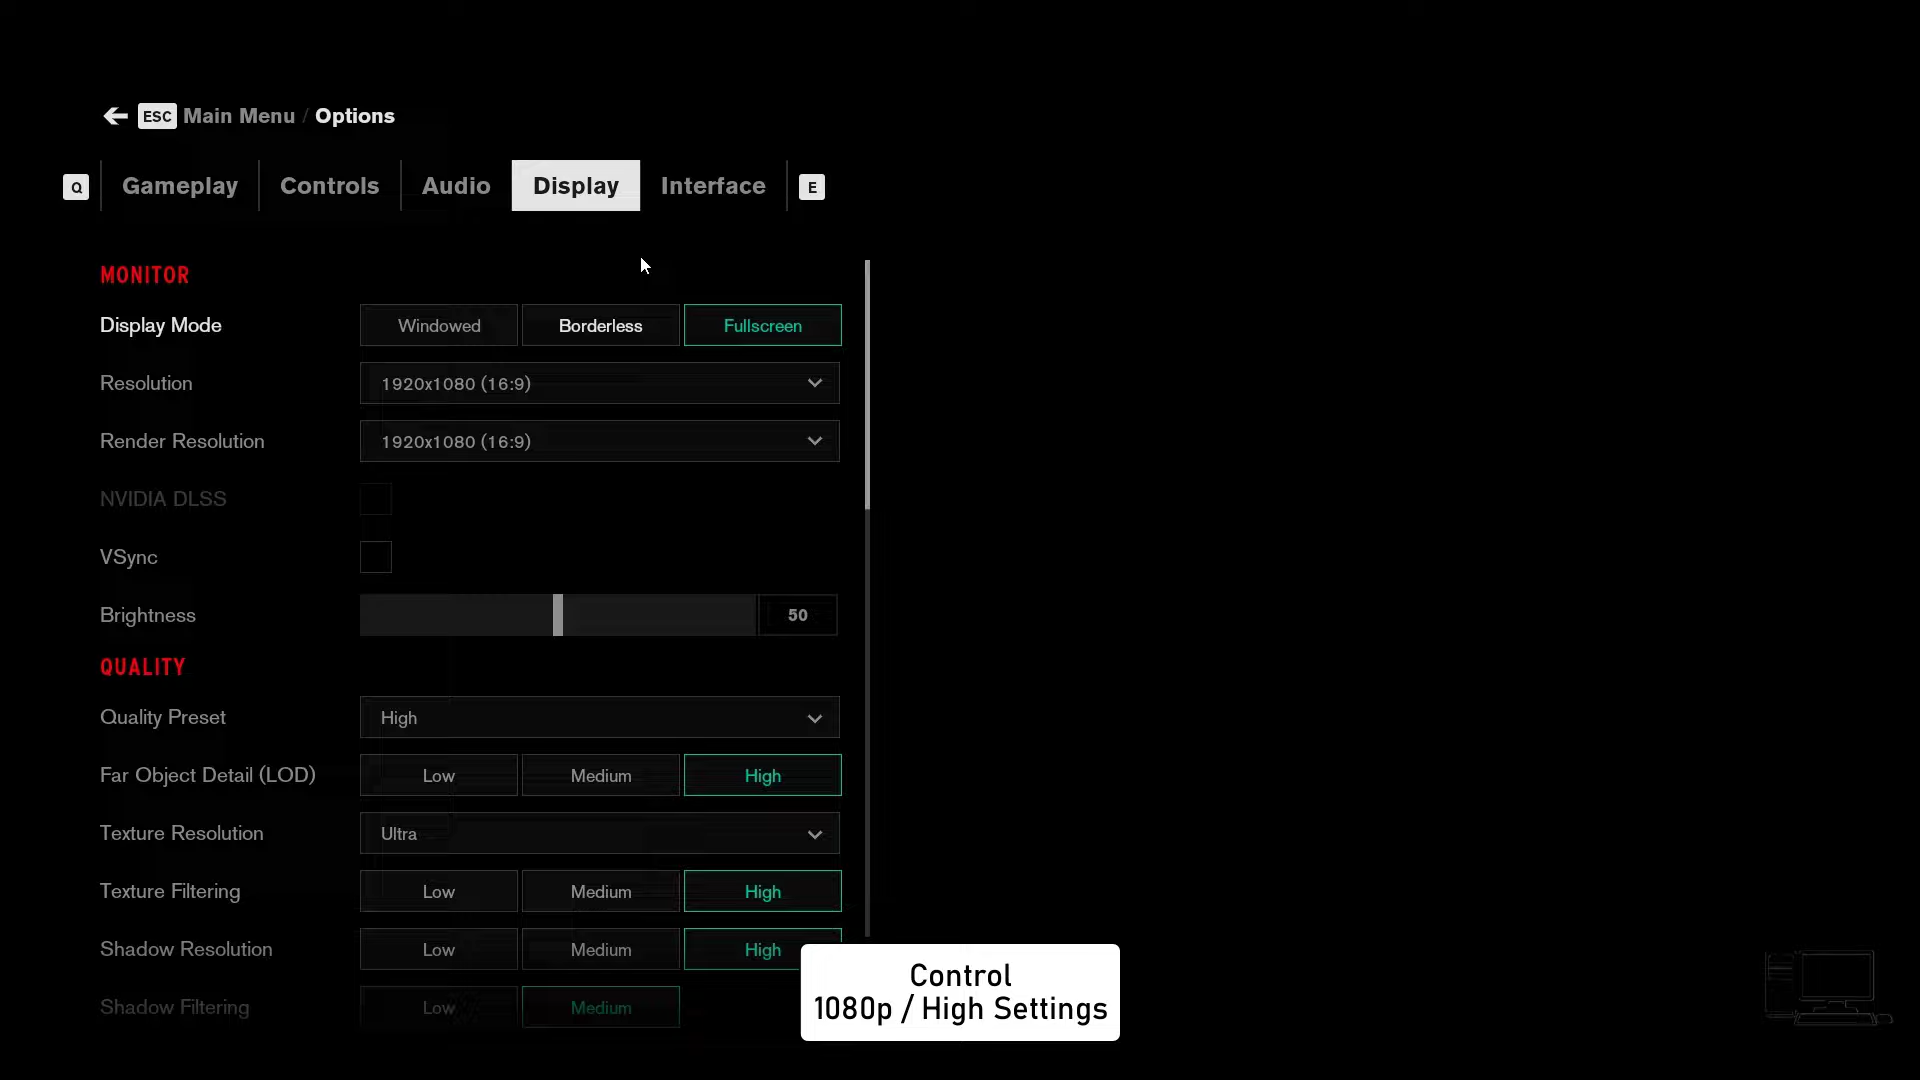 ESC Main Menu / Options
Q Gameplay Controls Audio Display Interface E
MONITOR
Display Mode Windowed Borderless Fullscreen
Resolution 1920x1080 (16:9)
Render Resolution 1920x1080 (16:9)
NVIDIA DLSS
VSync
Brightness 50
QUALITY
Quality Preset High
Far Object Detail (LOD) Low Medium High
Texture Resolution Ultra
Texture Filtering Low Medium High
Shadow Resolution Low Medium High
Shadow Filtering Low Medium
Control
1080p / High Settings